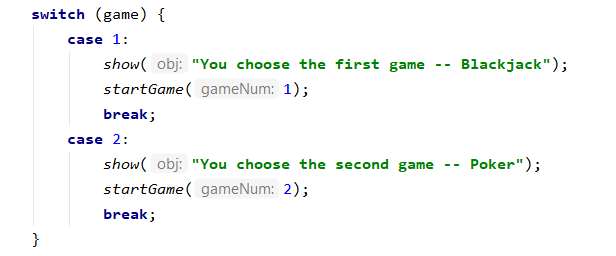 switch (game) {
case 1:
show( obj: "You choose the first game -- Blackjack");
startGame( gameNum: 1);
break;
case 2:
show( obj: "You choose the second game -- Poker");
startGame( gameNum: 2);
break;
}